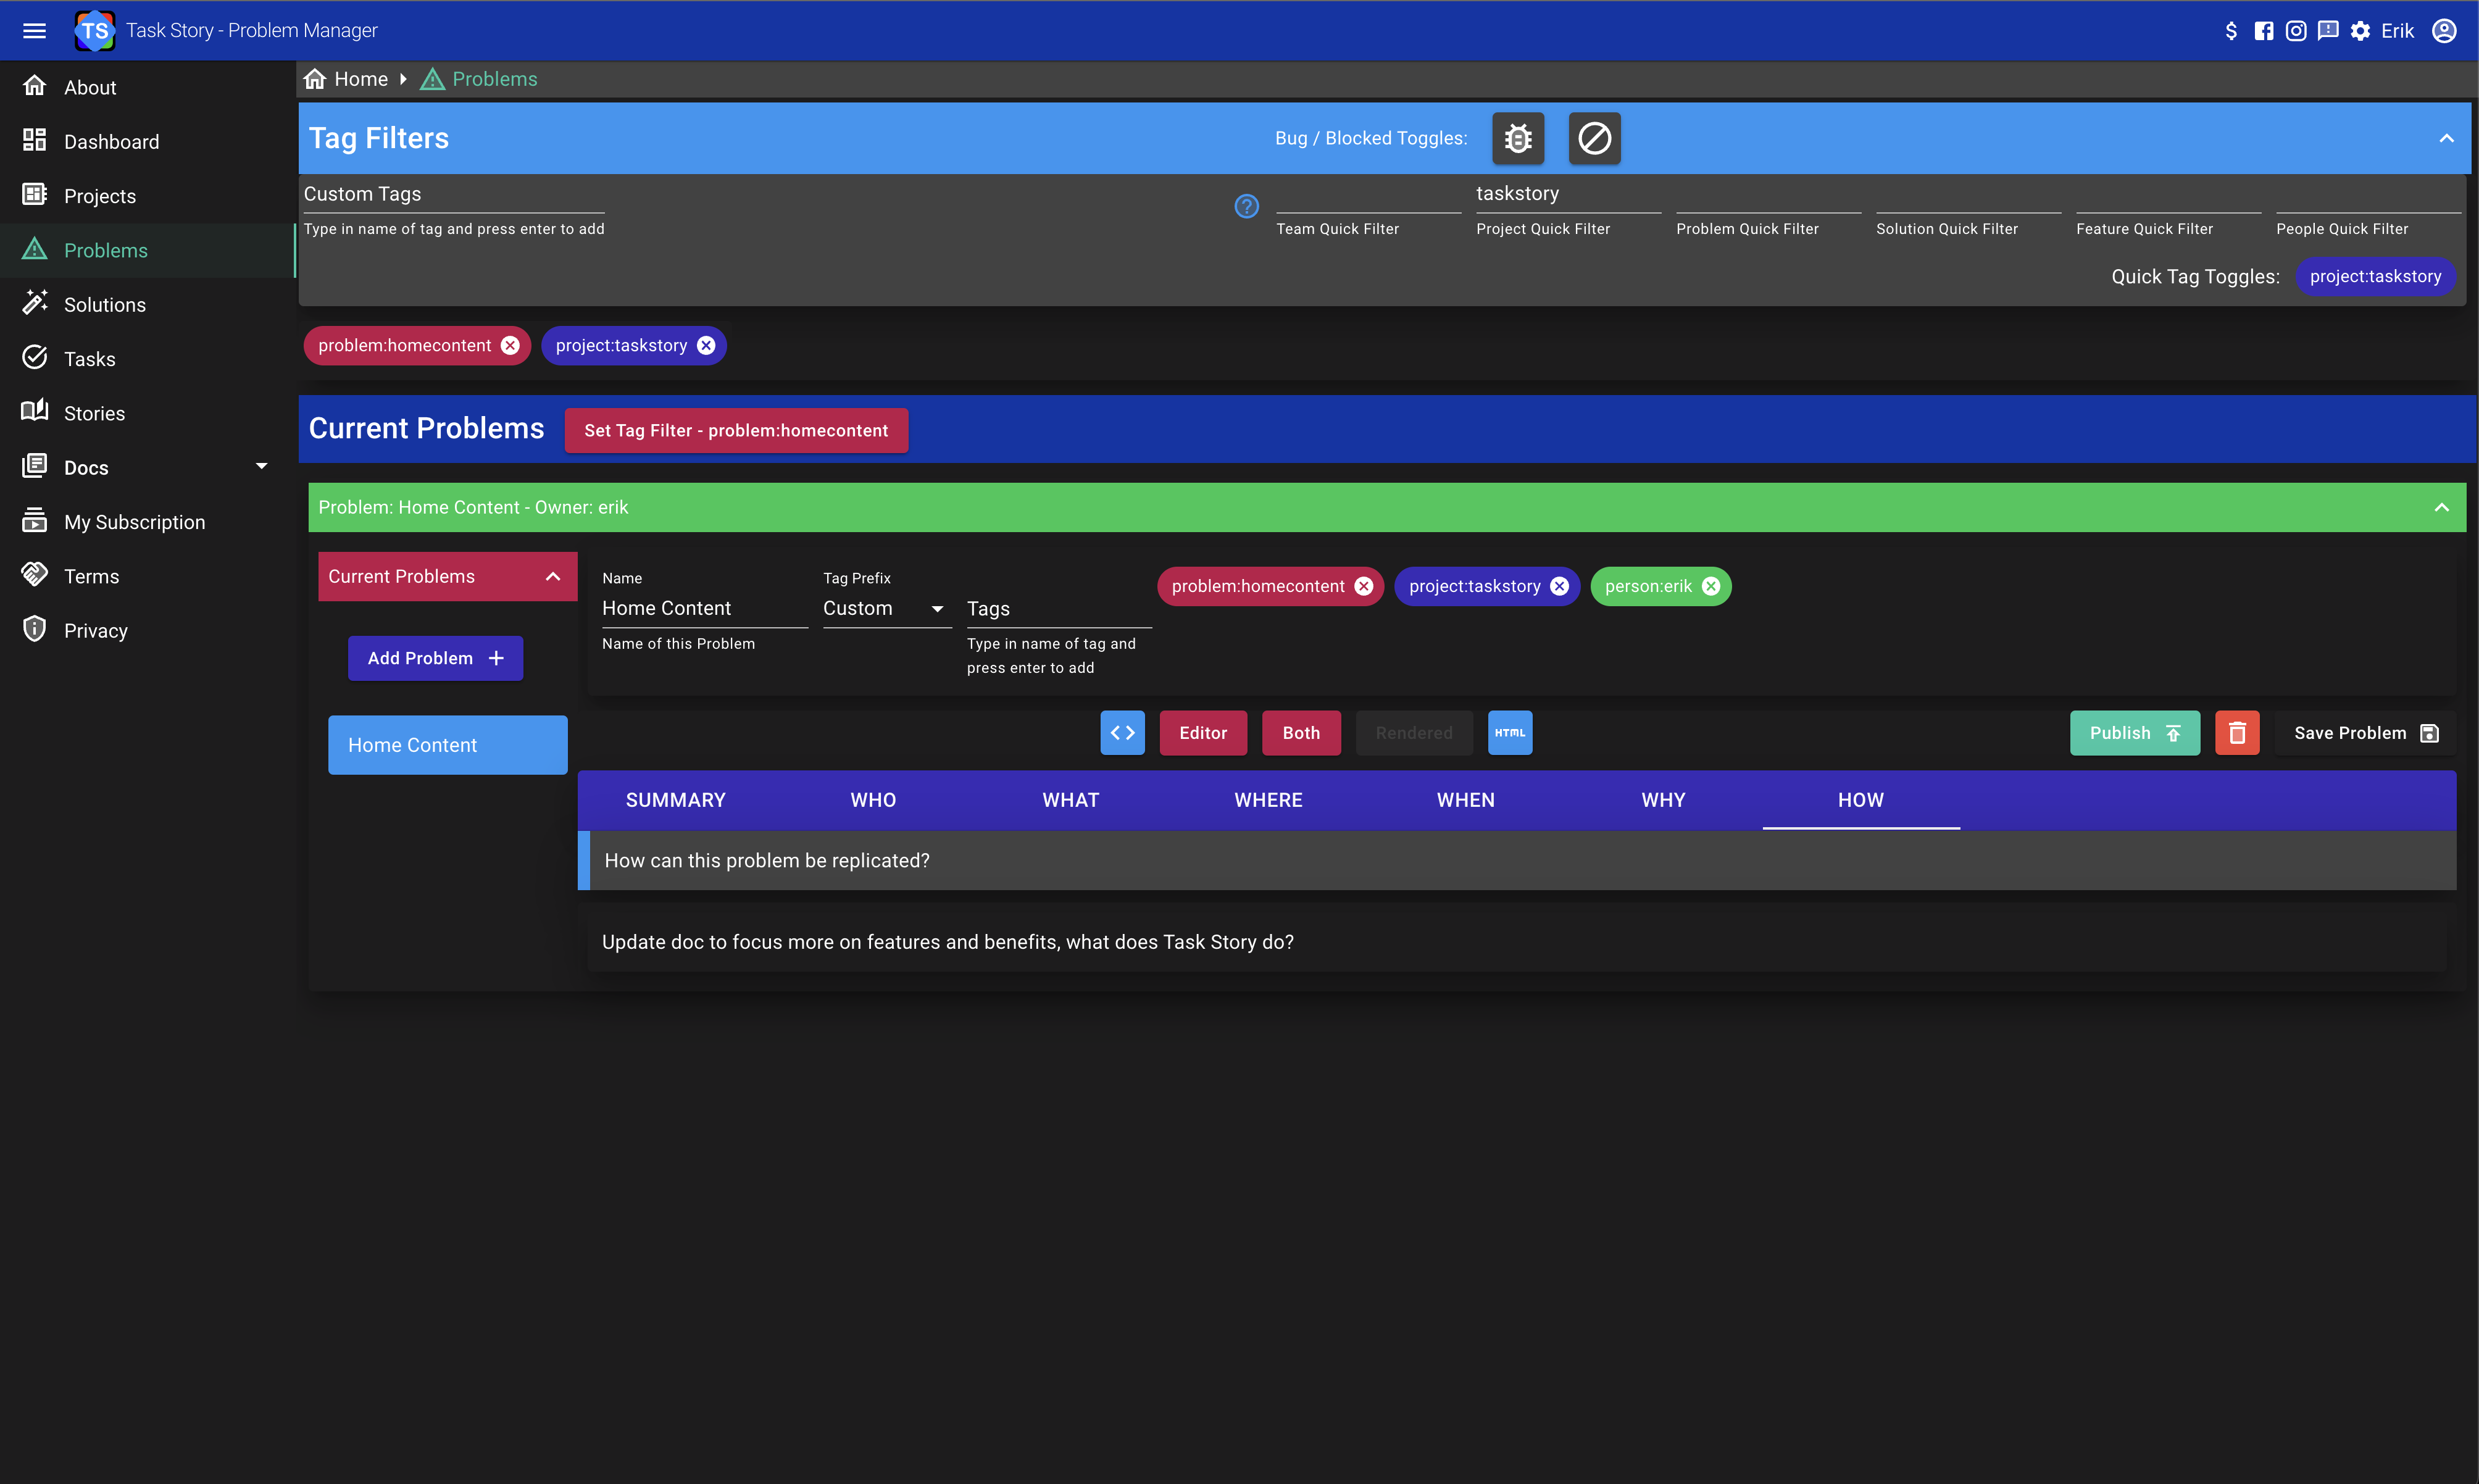 TS Task Story - Problem Manager
Erik
About
Dashboard
Projects
Problems
Solutions
Tasks
Stories
Docs
My Subscription
Terms
Privacy
Home Problems
Tag Filters
Bug / Blocked Toggles:
Custom Tags
Type in name of tag and press enter to add
?
Team Quick Filter
taskstory
Project Quick Filter
Problem Quick Filter
Solution Quick Filter
Feature Quick Filter
People Quick Filter
Quick Tag Toggles: project:taskstory
problem:homecontent project:taskstory
Current Problems Set Tag Filter - problem:homecontent
Problem: Home Content - Owner: erik
Current Problems
Add Problem
Home Content
Name
Home Content
Name of this Problem
Tag Prefix
Custom
Tags
Type in name of tag and
press enter to add
problem:homecontent project:taskstory person:erik
Editor Both Rendered HTML
Publish Save Problem
SUMMARY WHO WHAT WHERE WHEN WHY HOW
How can this problem be replicated?
Update doc to focus more on features and benefits, what does Task Story do?